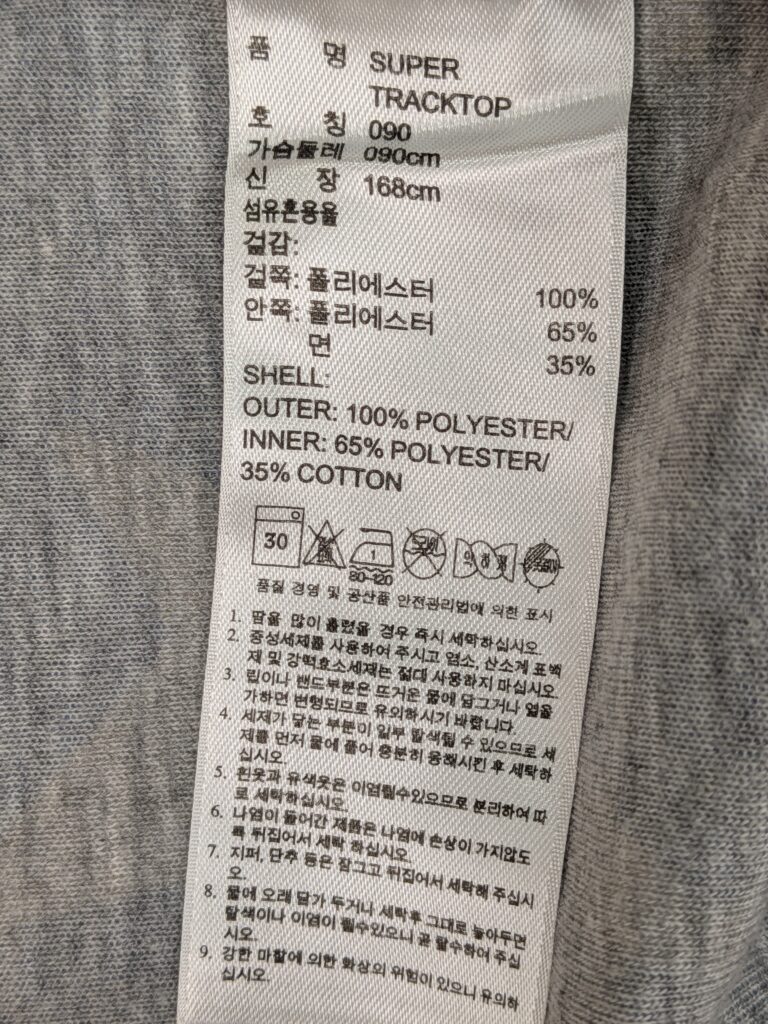 품 명 SUPER
TRACKTOP
호 칭 090
가슴둘레 090cm
신 장 168cm
섬유혼용율
겉감:
겉쪽: 폴리에스터 100%
안쪽: 폴리에스터 65%
면 35%
SHELL:
OUTER: 100% POLYESTER/
INNER: 65% POLYESTER/
35% COTTON
30 1 약하게
80-120
품질 경영 및 공산품 안전관리법에 의한 표시
1. 땀을 많이 흘렸을 경우 즉시 세탁하십시오.
2. 중성세제를 사용하여 주시고 염소, 산소계 표백
제 및 강력효소세제는 절대 사용하지 마십시오.
3. 립이나 밴드부분은 뜨거운 물에 담그거나 열을
가하면 변형되므로 유의하시기 바랍니다.
4. 세제가 닿는 부분이 일부 탈색될 수 있으므로 세
제를 먼저 물에 풀어 충분히 용해시킨 후 세탁하
십시오.
5. 흰옷과 유색옷은 이염될수있으므로 분리하여 따
로 세탁하십시오.
6. 나염이 들어간 제품은 나염에 손상이 가지않도
록 뒤집어서 세탁 하십시오.
7. 지퍼, 단추 등은 잠그고 뒤집어서 세탁해 주십시
오.
8. 물에 오래 담가 두거나 세탁후 그대로 놓아두면
탈색이나 이염이 될수있으니 곧 탈수하여 주십
시오.
9. 강한 마찰에 의한 화상의 위험이 있으니 유의하
십시오.